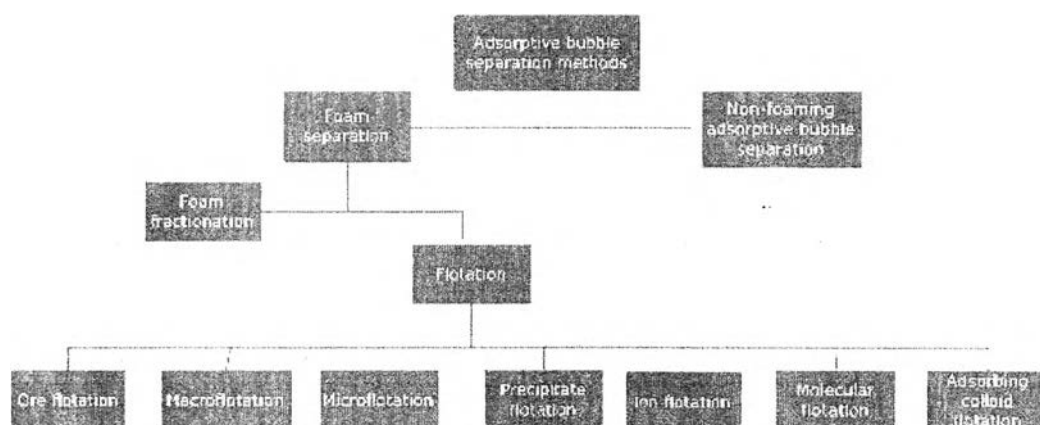 Adsorptive bubble
separation methods
Foam
separation
Non-foaming
adsorptive bubble
separation
Foam
fractionation
Flotation
Ore flotation
Macroflotation
Microflotation
Precipitate
flotation
Ion flotation
Molecular
flotation
Adsorbing
colloid
flotation